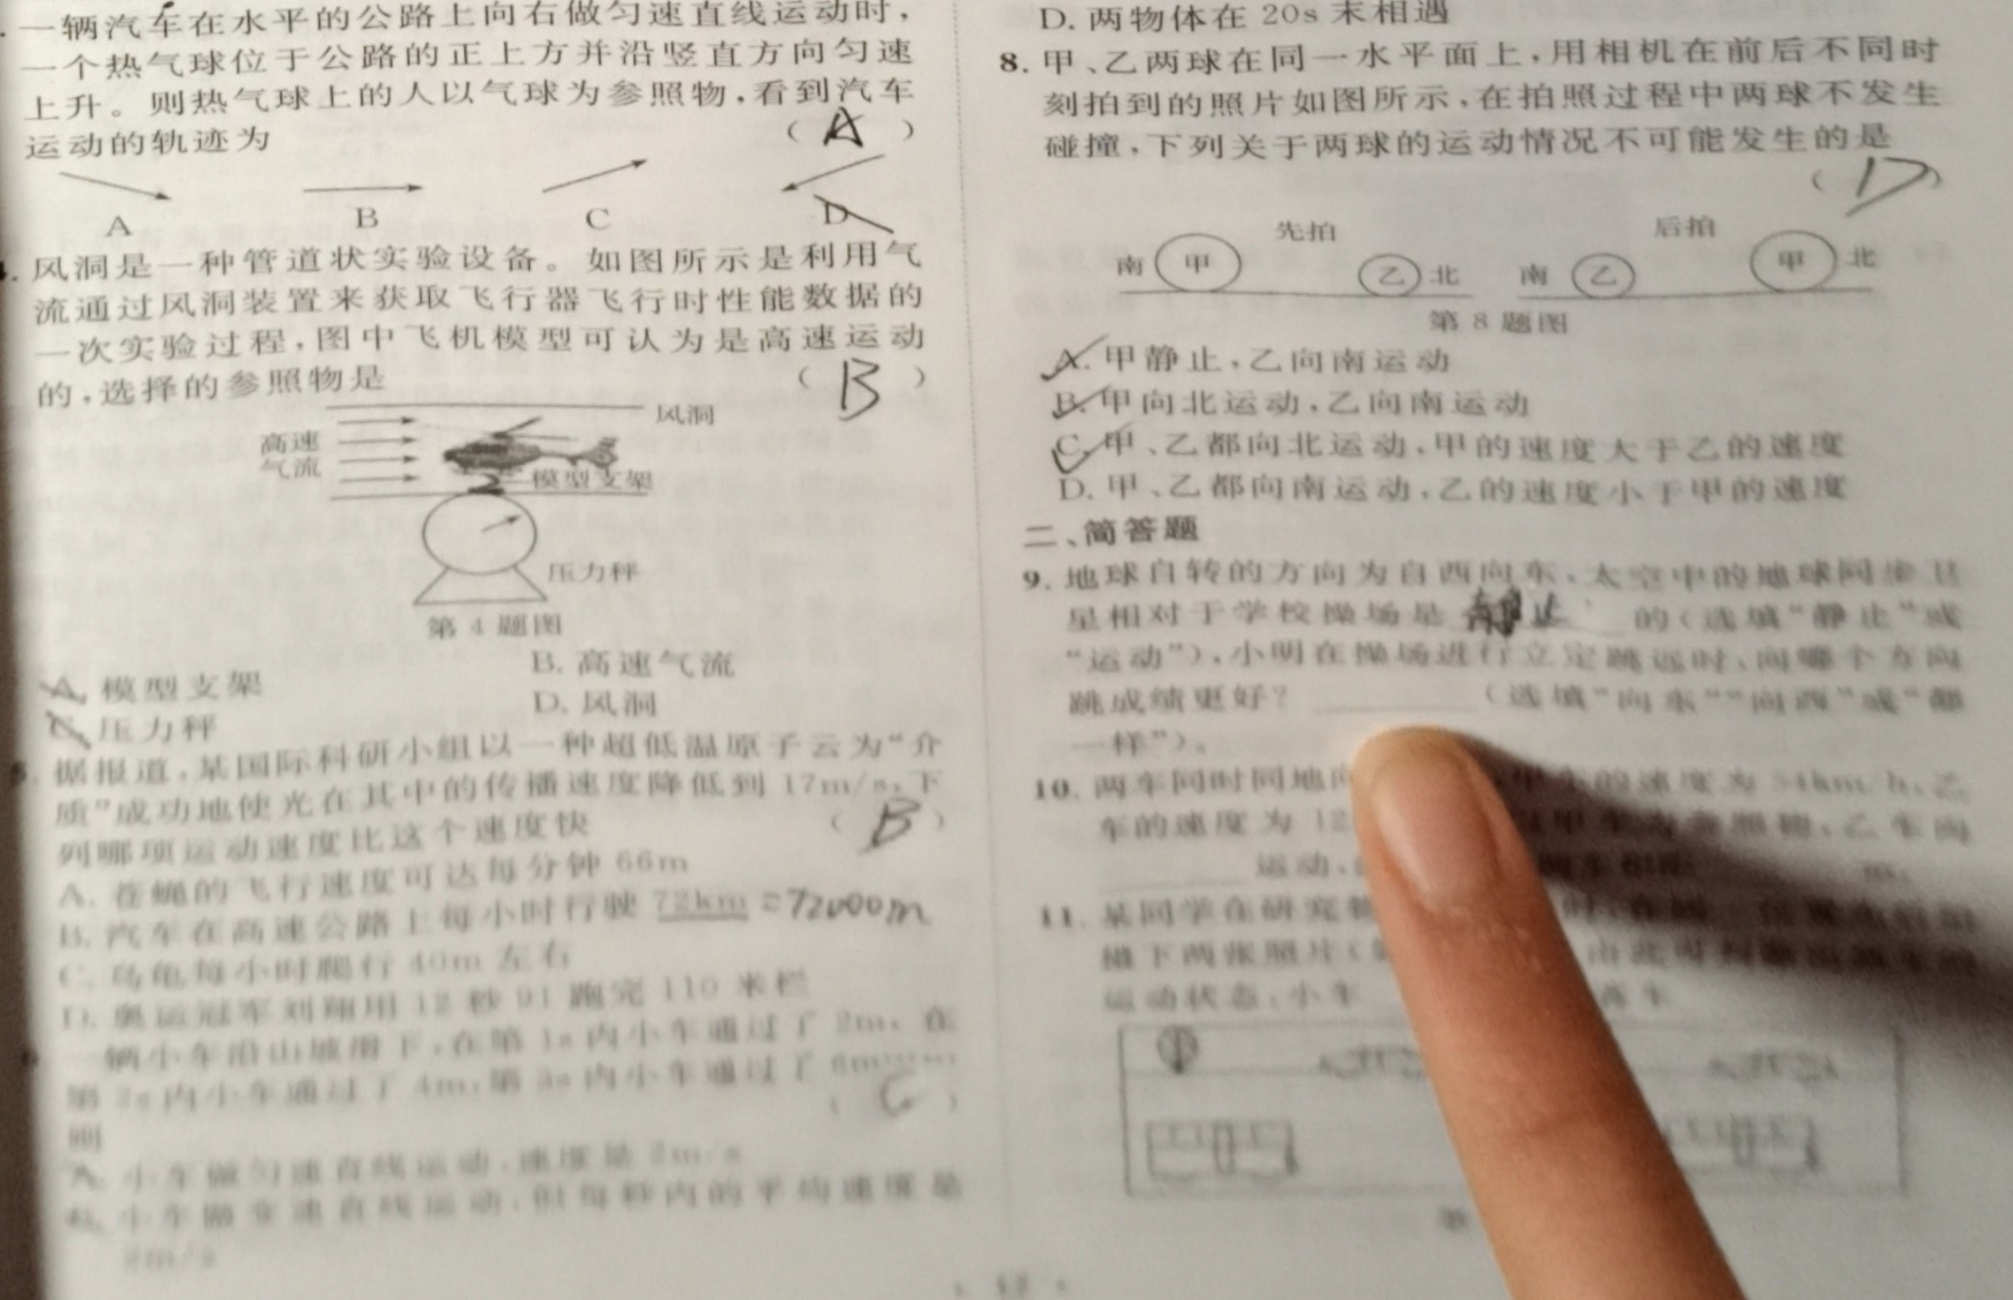 一辆汽车在水平的公路上向右做匀速直线运动时,
一个热气球位于公路的正上方并沿竖直方向匀速
上升。则热气球上的人以气球为参照物,看到汽车
运动的轨迹为 ( A )
A B C D
风洞是一种管道状实验设备。如图所示是利用气
流通过风洞装置来获取飞行器飞行时性能数据的
一次实验过程,图中飞机模型可认为是高速运动
的,选择的参照物是 ( B )
风洞
高速
气流
模型支架
压力秤
第 4 题图
A. 模型支架 B. 高速气流
C. 压力秤 D. 风洞
据报道,某国际科研小组以一种超低温原子云为“介
质”成功地使光在其中的传播速度降低到 17m/s,下
列哪项运动速度比这个速度快 ( B )
A. 苍蝇的飞行速度可达每分钟 66m
B. 汽车在高速公路上每小时行驶 72km =72000m
C. 乌龟每小时爬行 40m 左右
D. 奥运冠军刘翔用 12 秒 91 跑完 110 米栏
一辆小车沿山坡滑下,在第 1s 内小车通过了 2m,在
第 2s 内小车通过了 4m,第 3s 内小车通过了 6m……,
则 ( C )
A. 小车做匀速直线运动,速度是 2m/s
小车做变速直线运动,但每秒内的平均速度是
2m/s
D. 两物体在 20s 末相遇
8. 甲、乙两球在同一水平面上,用相机在前后不同时
刻拍到的照片如图所示,在拍照过程中两球不发生
碰撞,下列关于两球的运动情况不可能发生的是
( D )
先拍 后拍
南 甲 乙 北 南 乙 甲 北
第 8 题图
A. 甲静止,乙向南运动
B. 甲向北运动,乙向南运动
C. 甲、乙都向北运动,甲的速度大于乙的速度
D. 甲、乙都向南运动,乙的速度小于甲的速度
二、简答题
9. 地球自转的方向为自西向东,太空中的地球同步卫
星相对于学校操场是 静止 的(选填“静止”或
“运动”),小明在操场进行立定跳远时,向哪个方向
跳成绩更好? (选填“向东”“向西”或“都
一样”)。
10. 两车同时同地向 车的速度为 54km/h,乙
车的速度为 12 甲车为参照物,乙车向
运动, 两车相距
11. 某同学在研究 时,在同一位置先后拍
摄下两张照片( 由此可判断出
运动状态,小车